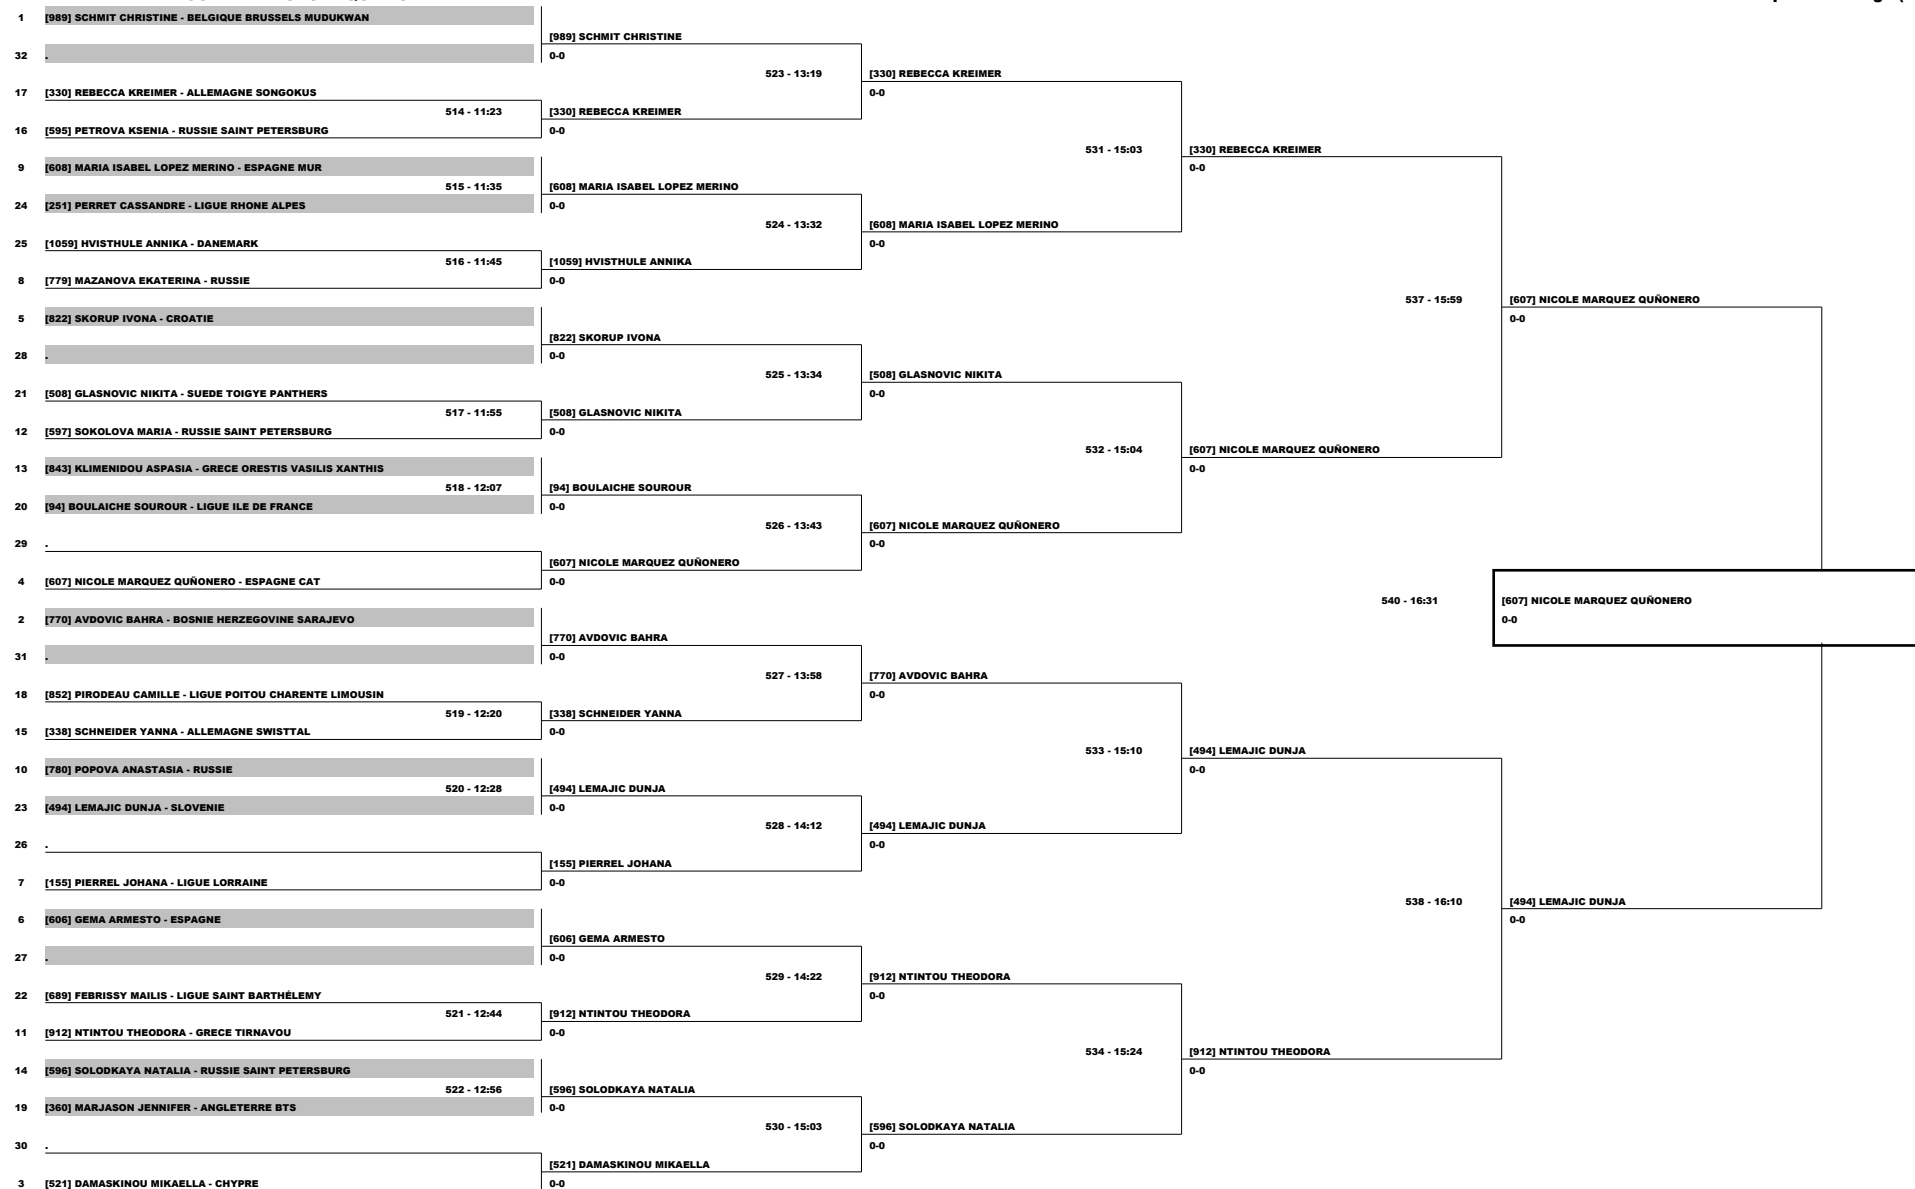 1 [989] SCHMIT CHRISTINE - BELGIQUE BRUSSELS MUDUKWAN
[989] SCHMIT CHRISTINE
32 . 0-0
523 - 13:19 [330] REBECCA KREIMER
17 [330] REBECCA KREIMER - ALLEMAGNE SONGOKUS 0-0
514 - 11:23 [330] REBECCA KREIMER
16 [595] PETROVA KSENIA - RUSSIE SAINT PETERSBURG 0-0
531 - 15:03 [330] REBECCA KREIMER
9 [608] MARIA ISABEL LOPEZ MERINO - ESPAGNE MUR 0-0
515 - 11:35 [608] MARIA ISABEL LOPEZ MERINO
24 [251] PERRET CASSANDRE - LIGUE RHONE ALPES 0-0
524 - 13:32 [608] MARIA ISABEL LOPEZ MERINO
25 [1059] HVISTHULE ANNIKA - DANEMARK 0-0
516 - 11:45 [1059] HVISTHULE ANNIKA
8 [779] MAZANOVA EKATERINA - RUSSIE 0-0
537 - 15:59 [607] NICOLE MARQUEZ QUÑONERO
5 [822] SKORUP IVONA - CROATIE 0-0
[822] SKORUP IVONA
28 . 0-0
525 - 13:34 [508] GLASNOVIC NIKITA
21 [508] GLASNOVIC NIKITA - SUEDE TOIGYE PANTHERS 0-0
517 - 11:55 [508] GLASNOVIC NIKITA
12 [597] SOKOLOVA MARIA - RUSSIE SAINT PETERSBURG 0-0
532 - 15:04 [607] NICOLE MARQUEZ QUÑONERO
13 [843] KLIMENIDOU ASPASIA - GRECE ORESTIS VASILIS XANTHIS 0-0
518 - 12:07 [94] BOULAICHE SOUROUR
20 [94] BOULAICHE SOUROUR - LIGUE ILE DE FRANCE 0-0
526 - 13:43 [607] NICOLE MARQUEZ QUÑONERO
29 . 0-0
[607] NICOLE MARQUEZ QUÑONERO
4 [607] NICOLE MARQUEZ QUÑONERO - ESPAGNE CAT 0-0
540 - 16:31 [607] NICOLE MARQUEZ QUÑONERO
2 [770] AVDOVIC BAHRA - BOSNIE HERZEGOVINE SARAJEVO 0-0
[770] AVDOVIC BAHRA
31 . 0-0
527 - 13:58 [770] AVDOVIC BAHRA
18 [852] PIRODEAU CAMILLE - LIGUE POITOU CHARENTE LIMOUSIN 0-0
519 - 12:20 [338] SCHNEIDER YANNA
15 [338] SCHNEIDER YANNA - ALLEMAGNE SWISTTAL 0-0
533 - 15:10 [494] LEMAJIC DUNJA
10 [780] POPOVA ANASTASIA - RUSSIE 0-0
520 - 12:28 [494] LEMAJIC DUNJA
23 [494] LEMAJIC DUNJA - SLOVENIE 0-0
528 - 14:12 [494] LEMAJIC DUNJA
26 . 0-0
[155] PIERREL JOHANA
7 [155] PIERREL JOHANA - LIGUE LORRAINE 0-0
538 - 16:10 [494] LEMAJIC DUNJA
6 [606] GEMA ARMESTO - ESPAGNE 0-0
[606] GEMA ARMESTO
27 . 0-0
529 - 14:22 [912] NTINTOU THEODORA
22 [689] FEBRISSY MAILIS - LIGUE SAINT BARTHÉLEMY 0-0
521 - 12:44 [912] NTINTOU THEODORA
11 [912] NTINTOU THEODORA - GRECE TIRNAVOU 0-0
534 - 15:24 [912] NTINTOU THEODORA
14 [596] SOLODKAYA NATALIA - RUSSIE SAINT PETERSBURG 0-0
522 - 12:56 [596] SOLODKAYA NATALIA
19 [360] MARJASON JENNIFER - ANGLETERRE BTS 0-0
530 - 15:03 [596] SOLODKAYA NATALIA
30 . 0-0
[521] DAMASKINOU MIKAELLA
3 [521] DAMASKINOU MIKAELLA - CHYPRE 0-0